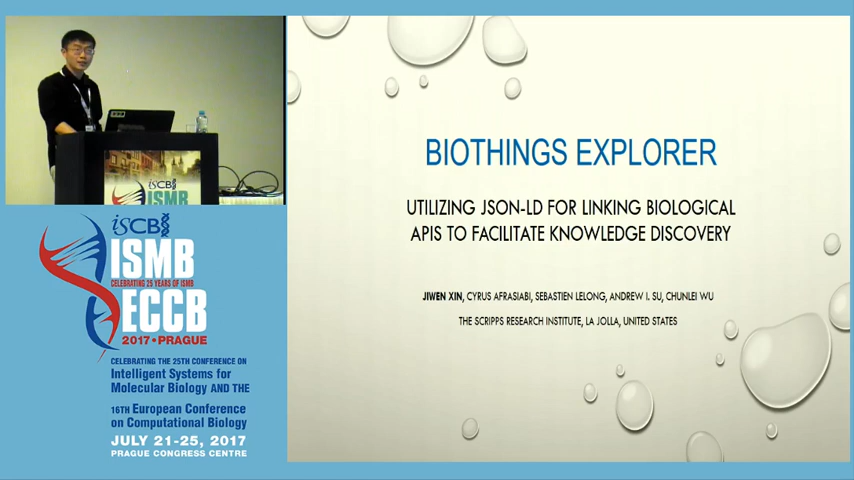 iSCB
ISMB
iSCB
ISMB
CELEBRATING 25 YEARS OF ISMB
ECCB
2017 • PRAGUE
CELEBRATING THE 25TH CONFERENCE ON
Intelligent Systems for
Molecular Biology AND THE
16TH European Conference
on Computational Biology
JULY 21-25, 2017
PRAGUE CONGRESS CENTRE
BIOTHINGS EXPLORER
UTILIZING JSON-LD FOR LINKING BIOLOGICAL
APIS TO FACILITATE KNOWLEDGE DISCOVERY
JIWEN XIN, CYRUS AFRASIABI, SEBASTIEN LELONG, ANDREW I. SU, CHUNLEI WU
THE SCRIPPS RESEARCH INSTITUTE, LA JOLLA, UNITED STATES